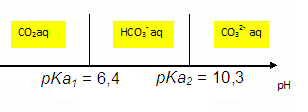 CO₂aq HCO₃⁻ aq CO₃²⁻ aq
pKa₁ = 6,4 pKa₂ = 10,3
pH